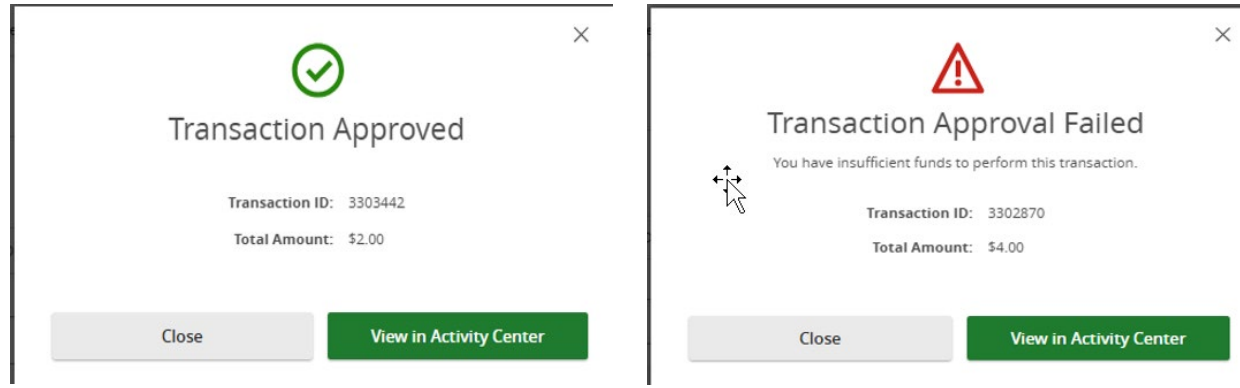 Transaction Approved
Transaction ID: 3303442
Total Amount: $2.00
Close
View in Activity Center
Transaction Approval Failed
You have insufficient funds to perform this transaction.
Transaction ID: 3302870
Total Amount: $4.00
Close
View in Activity Center